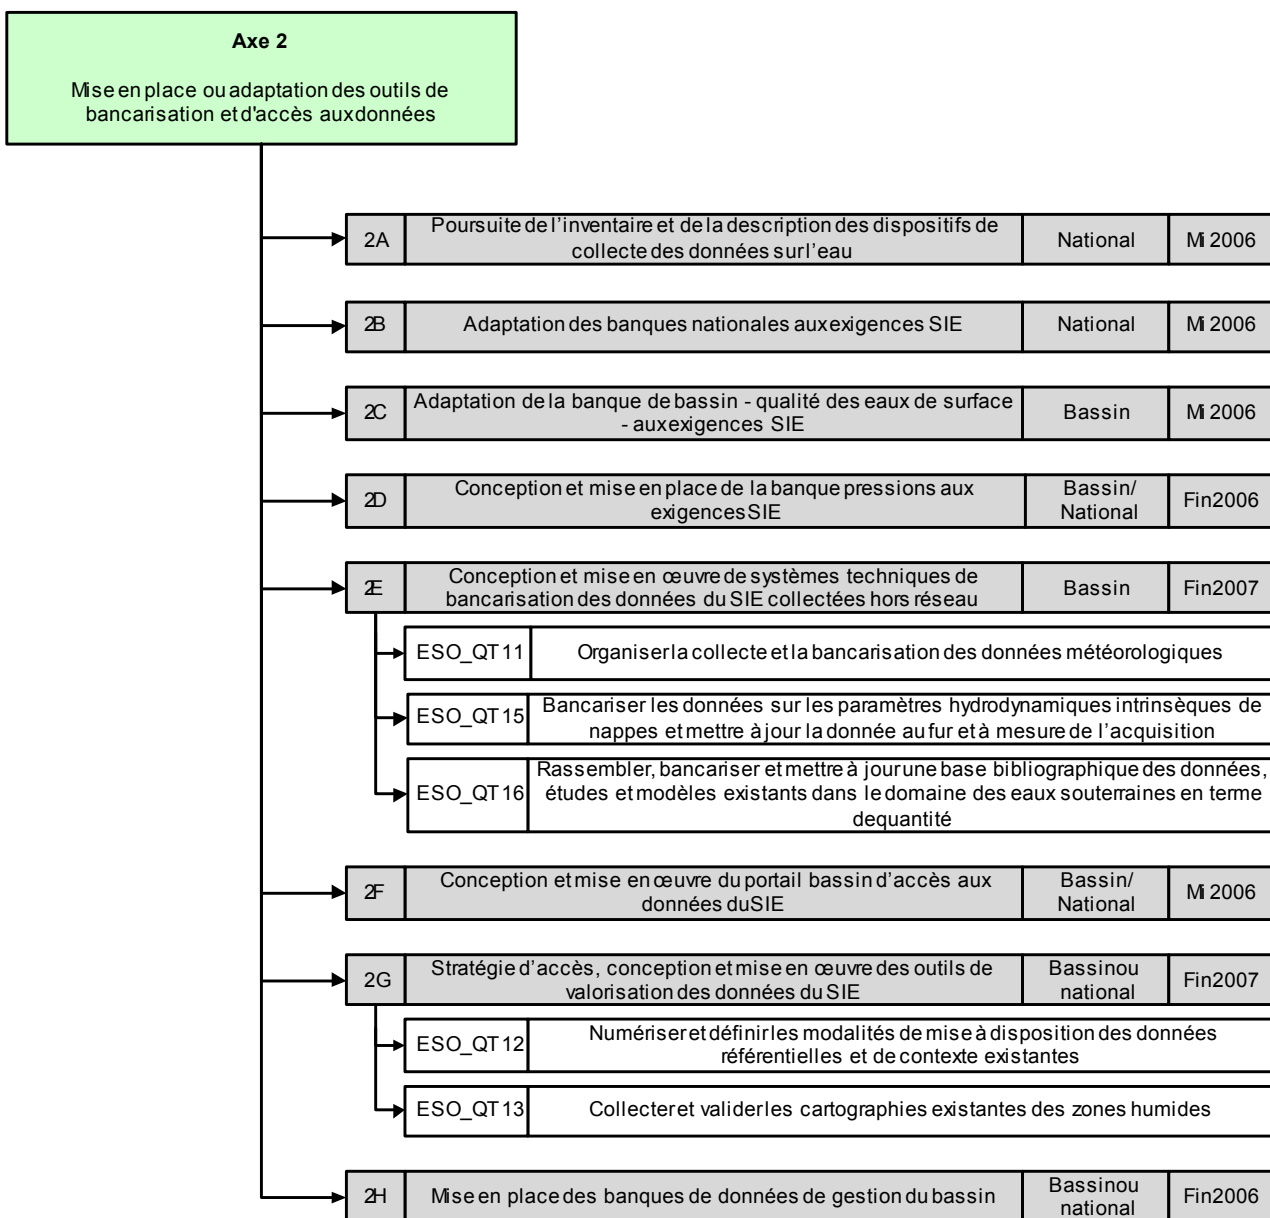 Axe 2
Mise en place ou adaptation des outils de
bancarisation et d'accès aux données
2A
Poursuite de l'inventaire et de la description des dispositifs de
collecte des données sur l'eau
National
Mi 2006
2B
Adaptation des banques nationales aux exigences SIE
National
Mi 2006
2C
Adaptation de la banque de bassin - qualité des eaux de surface
- aux exigences SIE
Bassin
Mi 2006
2D
Conception et mise en place de la banque pressions aux
exigences SIE
Bassin/
National
Fin 2006
2E
Conception et mise en œuvre de systèmes techniques de
bancarisation des données du SIE collectées hors réseau
Bassin
Fin 2007
ESO_QT11
Organiser la collecte et la bancarisation des données météorologiques
ESO_QT15
Bancariser les données sur les paramètres hydrodynamiques intrinsèques de
nappes et mettre à jour la donnée au fur et à mesure de l'acquisition
ESO_QT16
Rassembler, bancariser et mettre à jour une base bibliographique des données,
études et modèles existants dans le domaine des eaux souterraines en terme
de quantité
2F
Conception et mise en œuvre du portail bassin d'accès aux
données du SIE
Bassin/
National
Mi 2006
2G
Stratégie d'accès, conception et mise en œuvre des outils de
valorisation des données du SIE
Bassin ou
national
Fin 2007
ESO_QT12
Numériser et définir les modalités de mise à disposition des données
référentielles et de contexte existantes
ESO_QT13
Collecter et valider les cartographies existantes des zones humides
2H
Mise en place des banques de données de gestion du bassin
Bassin ou
national
Fin 2006